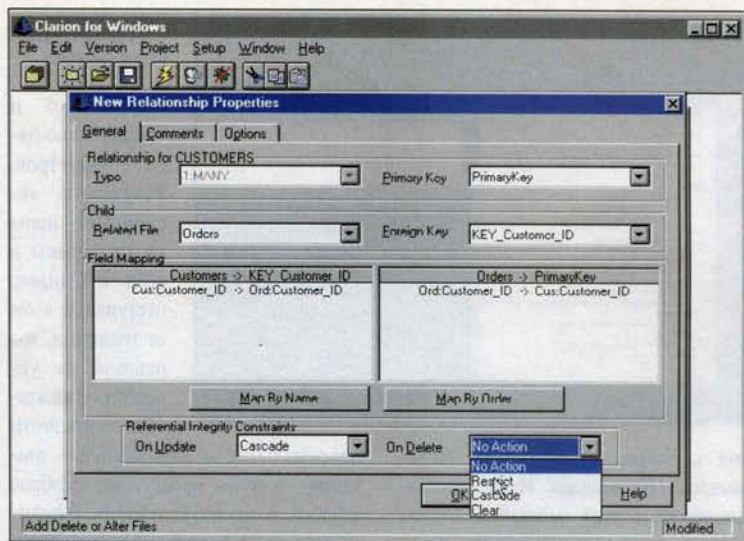 Clarion for Windows
File Edit Version Project Setup Window Help
New Relationship Properties
General Comments Options
Relationship for CUSTOMERS
Type 1:MANY Primary Key PrimaryKey
Child
Related File Orders Foreign Key KEY_Customer_ID
Field Mapping
Customers -> KEY_Customer_ID Orders -> PrimaryKey
Cus:Customer_ID -> Ord:Customer_ID Ord:Customer_ID -> Cus:Customer_ID
Map By Name Map By Order
Referential Integrity Constraints
On Update Cascade On Delete No Action
No Action
Restrict
Cascade
Clear
OK Help
Add Delete or Alter Files Modified